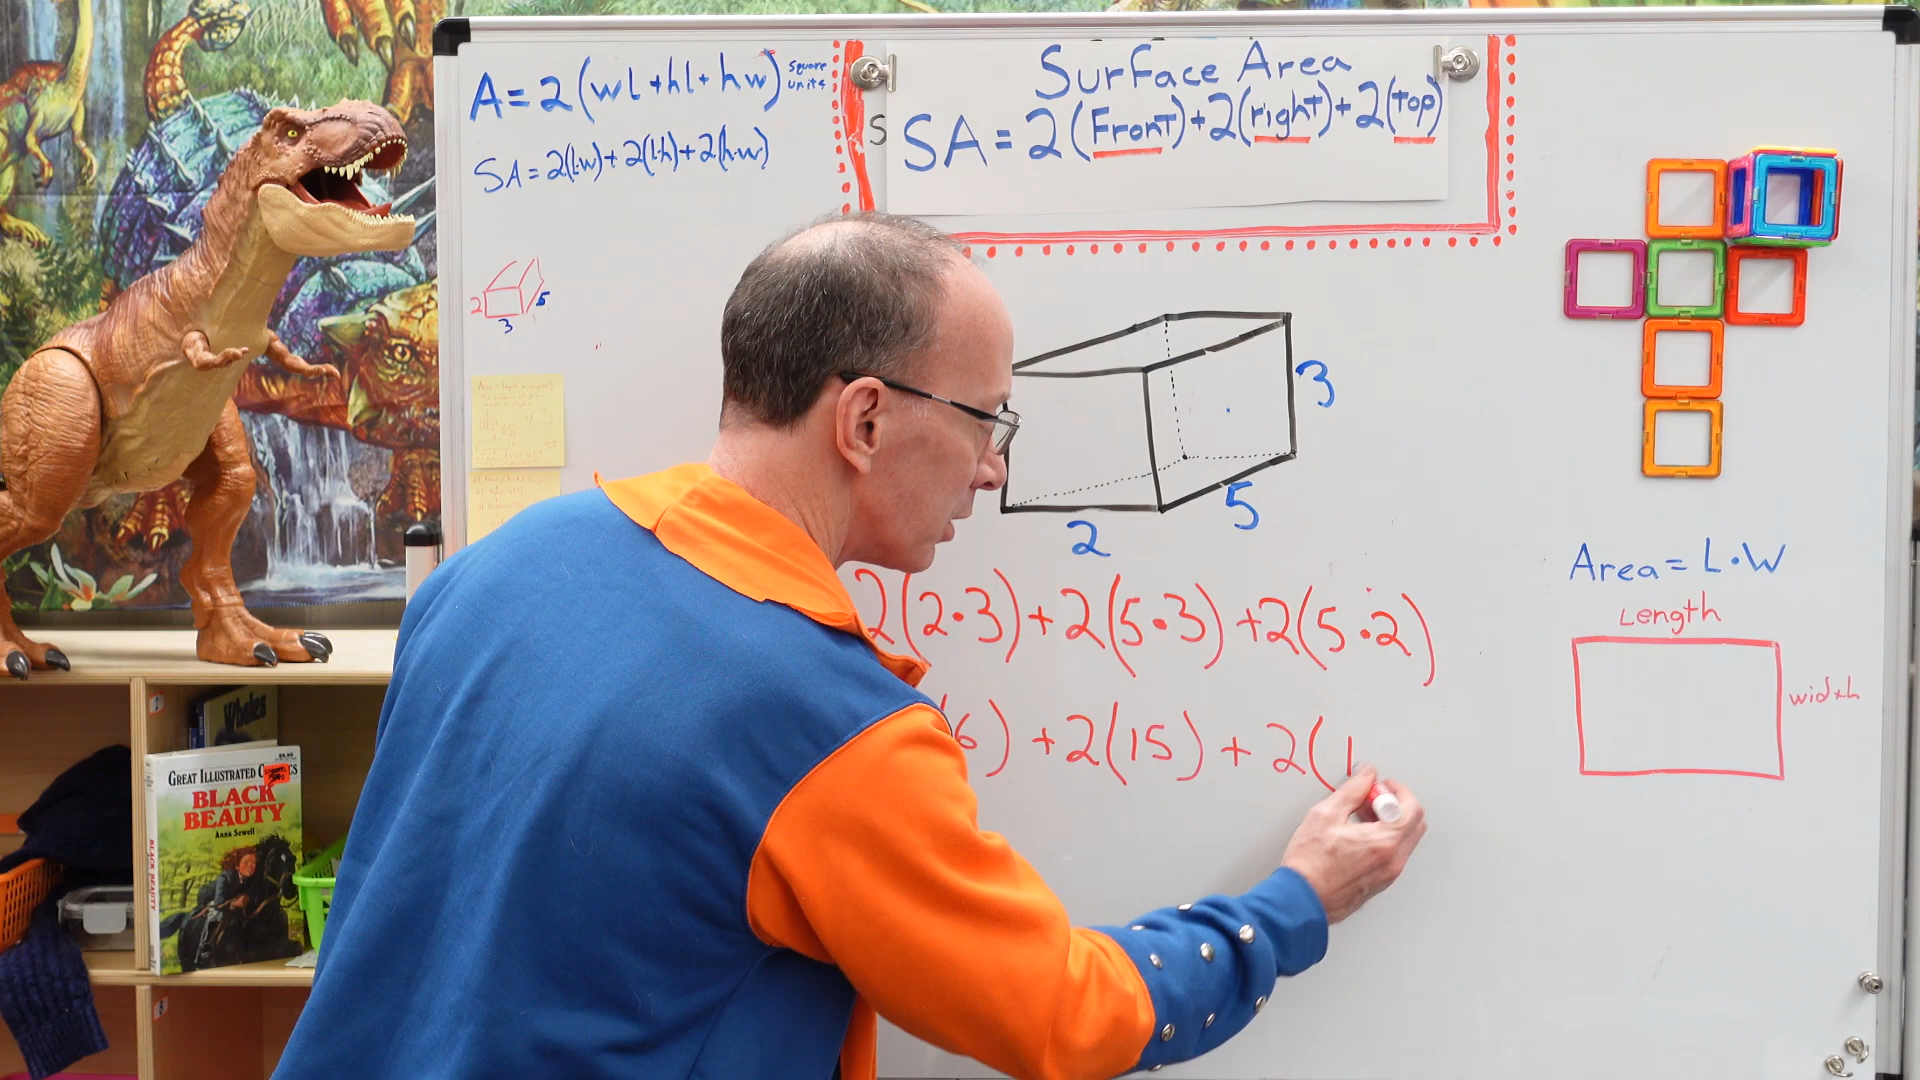 A = 2(wl + hl + hw) square units
SA = 2(l·w) + 2(l·h) + 2(h·w)
2
3
5
Surface Area
SA = 2(Front) + 2(right) + 2(top)
S
3
5
2
2(2·3) + 2(5·3) + 2(5·2)
(6) + 2(15) + 2(1
Area = L·W
Length
width
Whales
GREAT ILLUSTRATED CLASSICS
BLACK
BEAUTY
Anna Sewell
BLACK BEAUTY